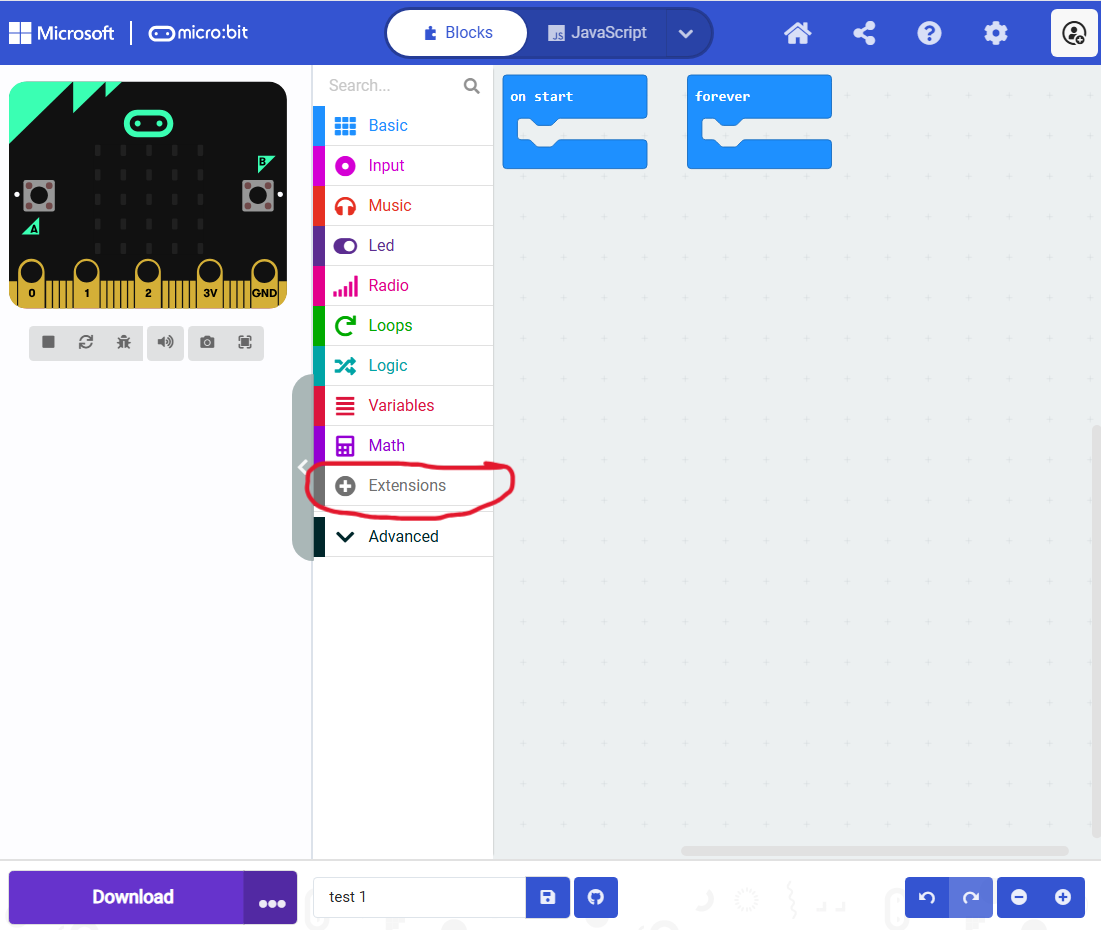 Microsoft micro:bit
Blocks
JavaScript
Search...
Basic
Input
Music
Led
Radio
Loops
Logic
Variables
Math
Extensions
Advanced
on start
forever
B
A
0 1 2 3V GND
Download
test 1